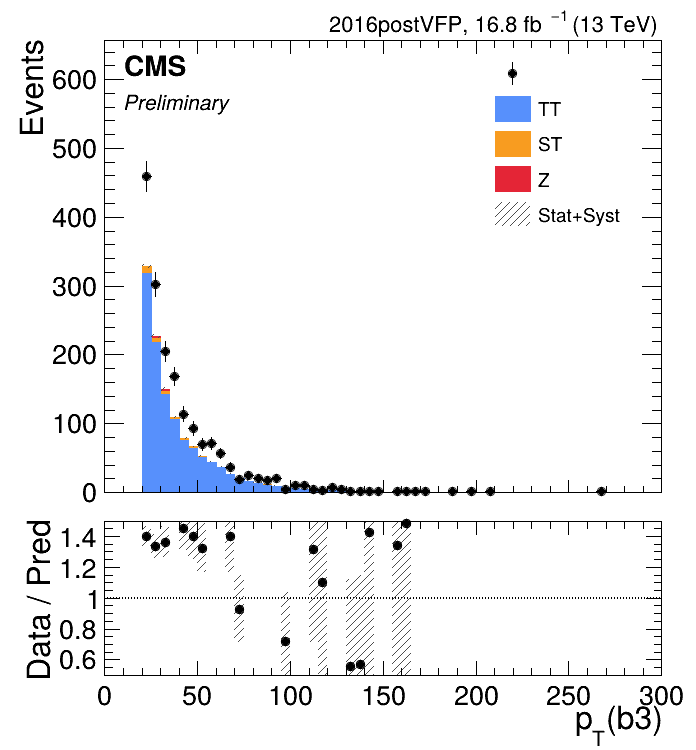 2016postVFP, 16.8 fb⁻¹ (13 TeV)
CMS
Preliminary
Events
600
500
400
300
200
100
0
TT
ST
Z
Stat+Syst
Data / Pred
1.4
1.2
1
0.8
0.6
0 50 100 150 200 250 300
p_T(b3)